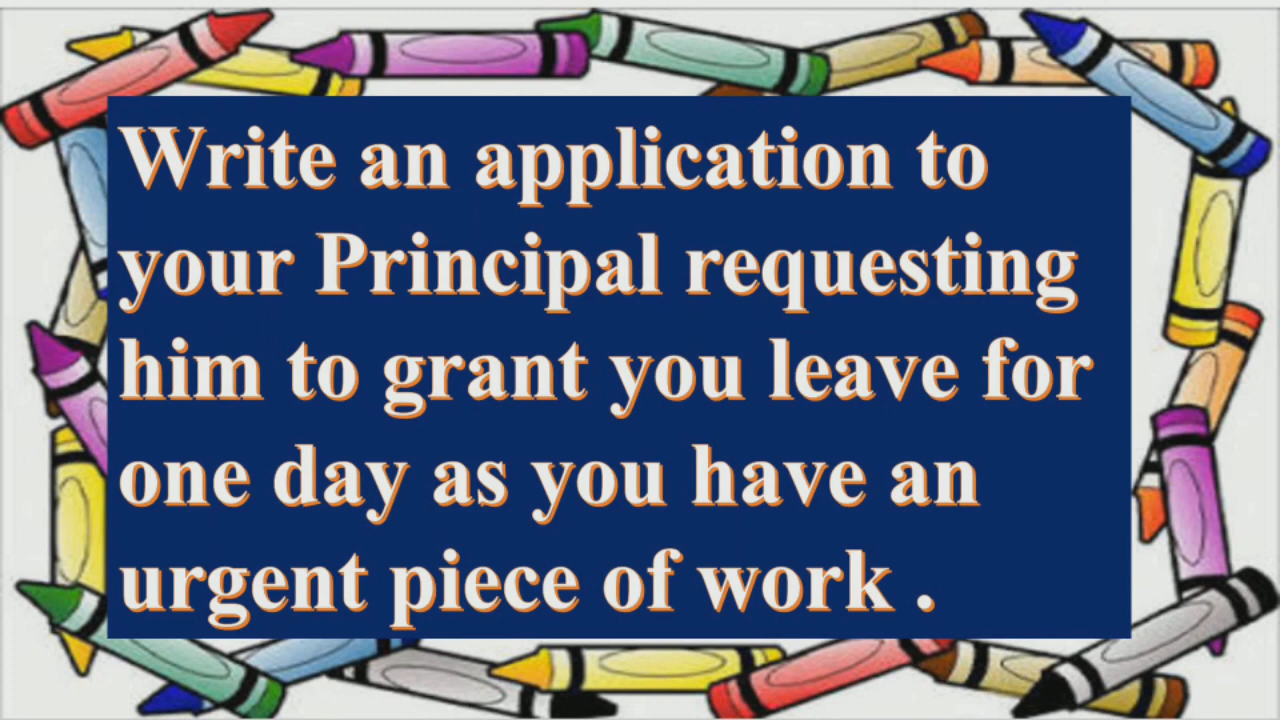 Write an application to
your Principal requesting
him to grant you leave for
one day as you have an
urgent piece of work .